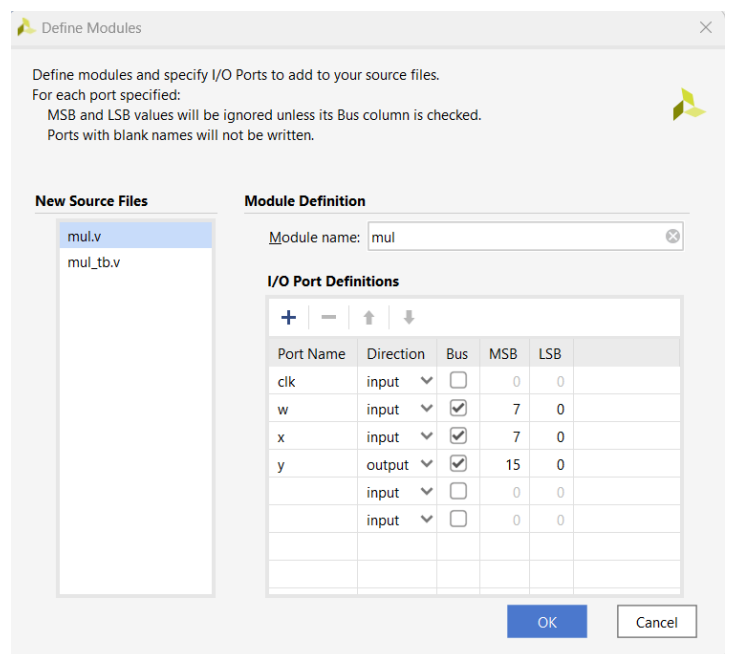 Define Modules
Define modules and specify I/O Ports to add to your source files.
For each port specified:
MSB and LSB values will be ignored unless its Bus column is checked.
Ports with blank names will not be written.
New Source Files
mul.v
mul_tb.v
Module Definition
Module name: mul
I/O Port Definitions
Port Name Direction Bus MSB LSB
clk input 0 0
w input 7 0
x input 7 0
y output 15 0
input 0 0
input 0 0
OK Cancel